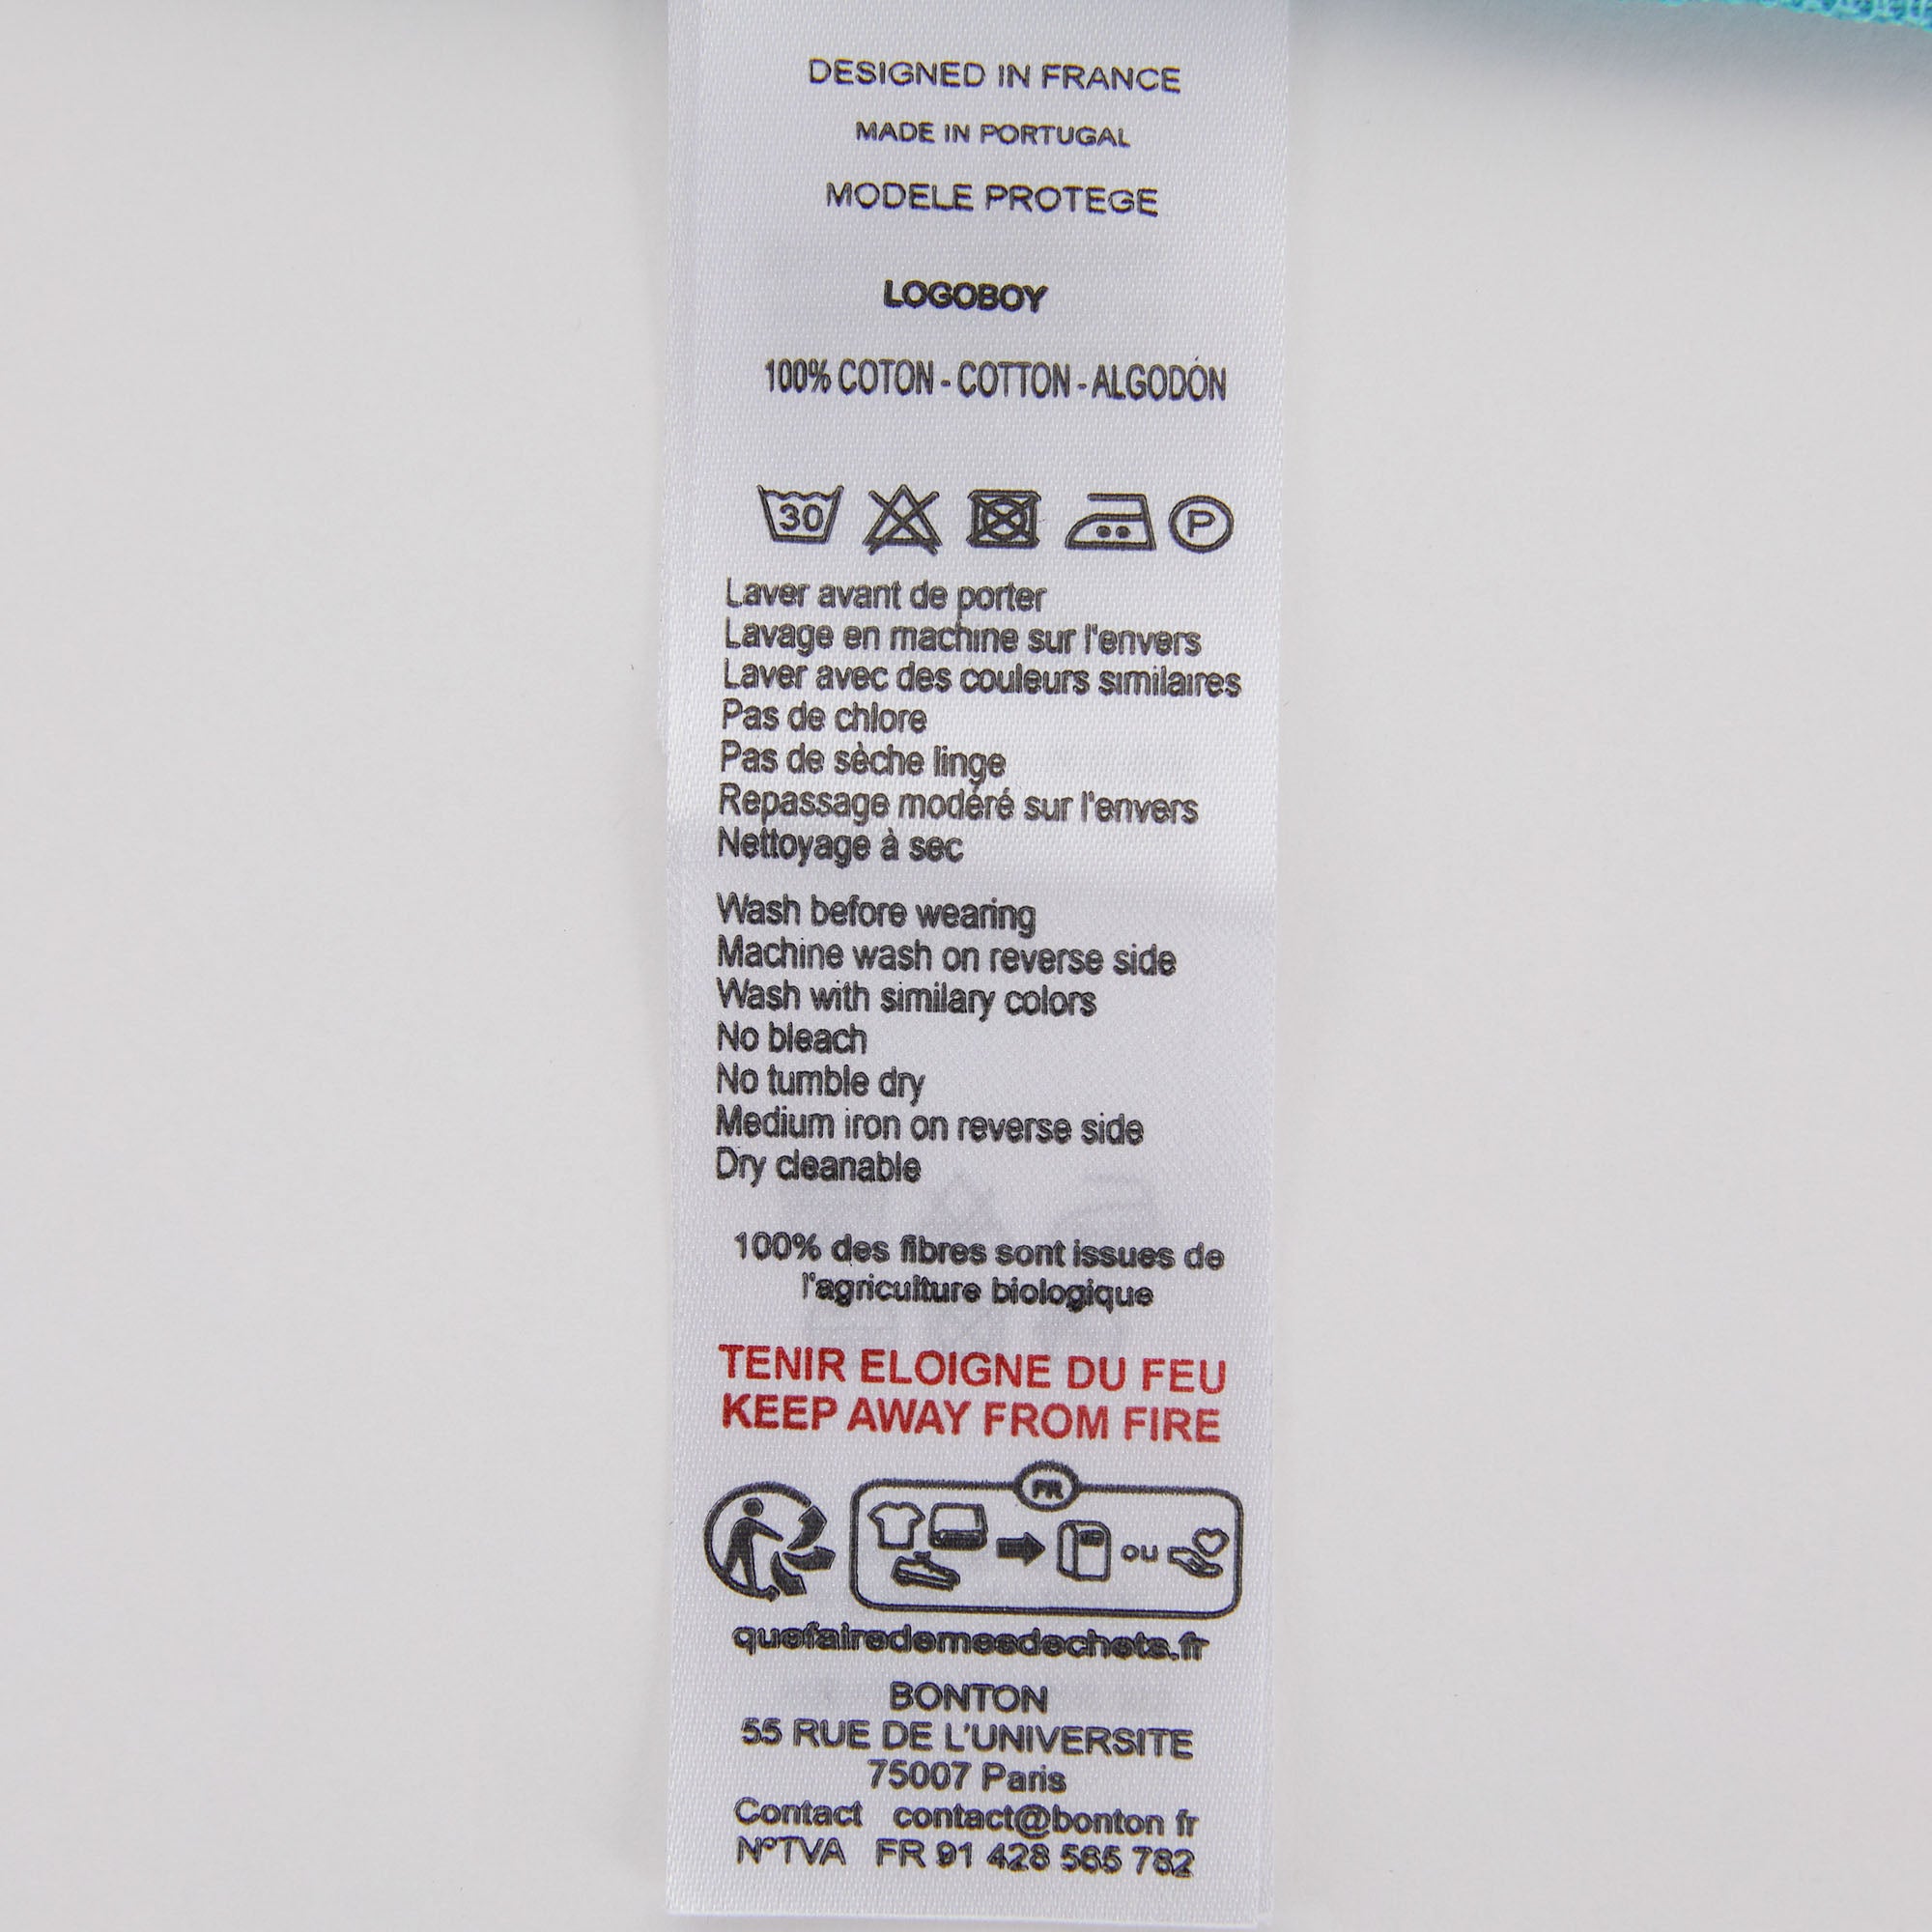 DESIGNED IN FRANCE
MADE IN PORTUGAL
MODELE PROTEGE
LOGOBOY
100% COTON - COTTON - ALGODÓN
30 P
Laver avant de porter
Lavage en machine sur l'envers
Laver avec des couleurs similaires
Pas de chlore
Pas de sèche linge
Repassage modéré sur l'envers
Nettoyage à sec
Wash before wearing
Machine wash on reverse side
Wash with similary colors
No bleach
No tumble dry
Medium iron on reverse side
Dry cleanable
100% des fibres sont issues de
l'agriculture biologique
TENIR ELOIGNE DU FEU
KEEP AWAY FROM FIRE
FR
ou
quefairedemesdechets.fr
BONTON
55 RUE DE L'UNIVERSITE
75007 Paris
Contact contact@bonton fr
N°TVA FR 91 428 565 782